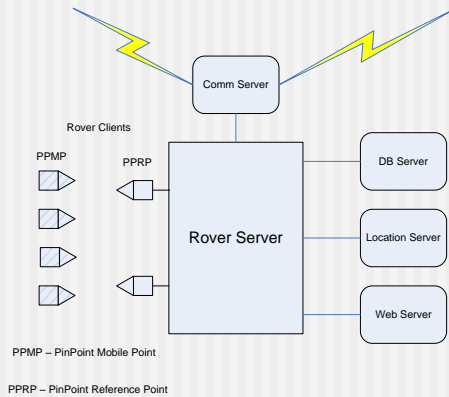 Comm Server
Rover Clients
PPMP
PPRP
DB Server
Rover Server
Location Server
Web Server
PPMP – PinPoint Mobile Point
PPRP – PinPoint Reference Point